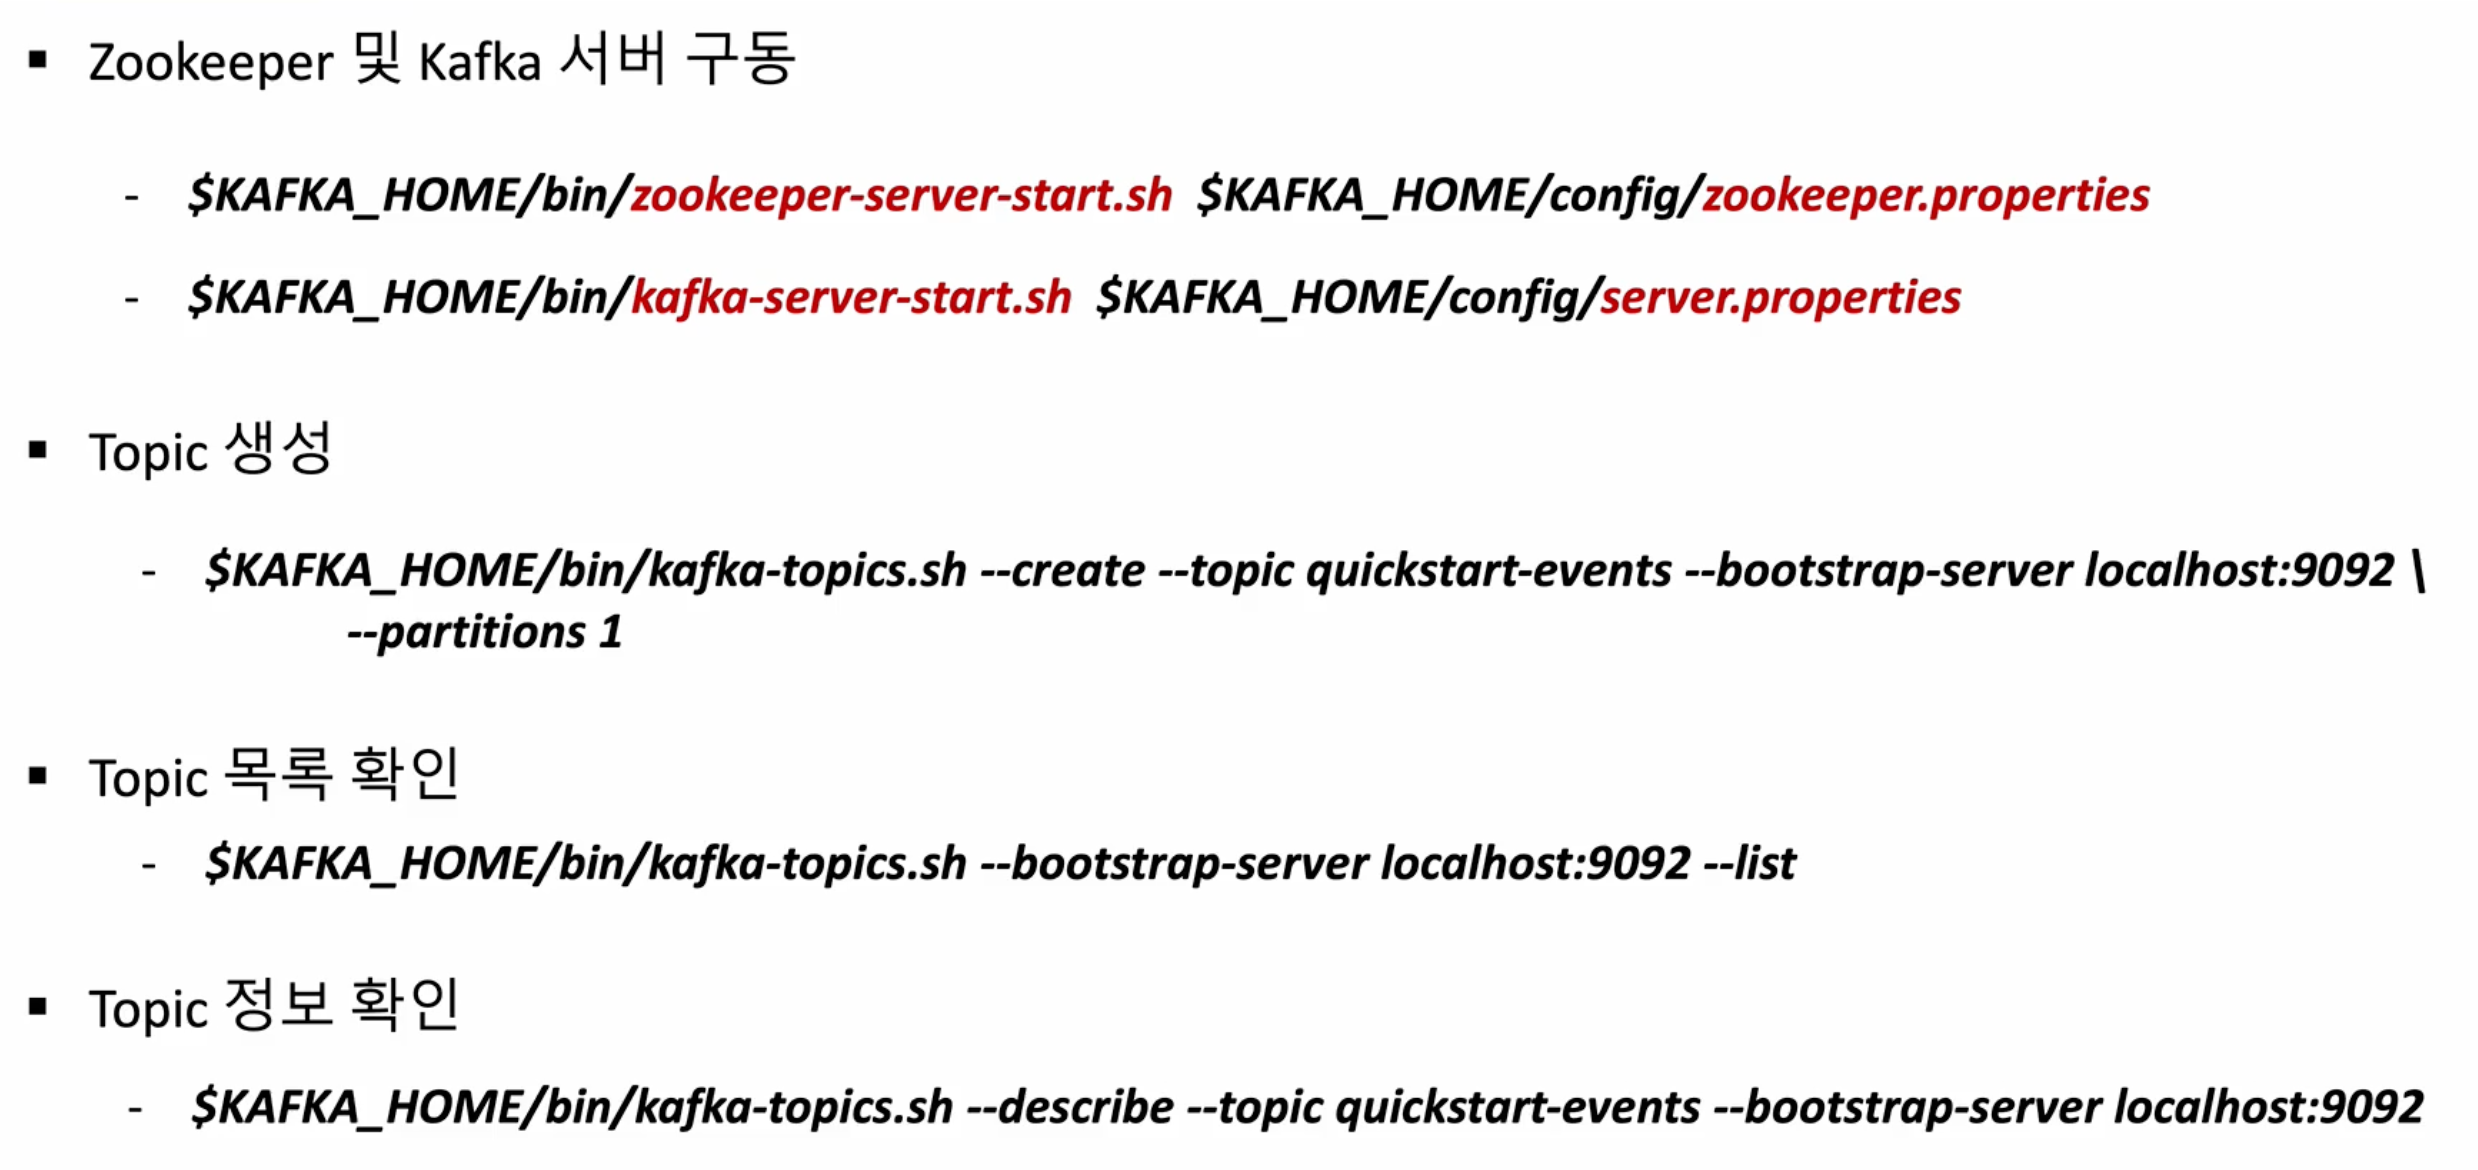 ▪ Zookeeper 및 Kafka 서버 구동
- $KAFKA_HOME/bin/zookeeper-server-start.sh $KAFKA_HOME/config/zookeeper.properties
- $KAFKA_HOME/bin/kafka-server-start.sh $KAFKA_HOME/config/server.properties
▪ Topic 생성
- $KAFKA_HOME/bin/kafka-topics.sh --create --topic quickstart-events --bootstrap-server localhost:9092 \
--partitions 1
▪ Topic 목록 확인
- $KAFKA_HOME/bin/kafka-topics.sh --bootstrap-server localhost:9092 --list
▪ Topic 정보 확인
- $KAFKA_HOME/bin/kafka-topics.sh --describe --topic quickstart-events --bootstrap-server localhost:9092